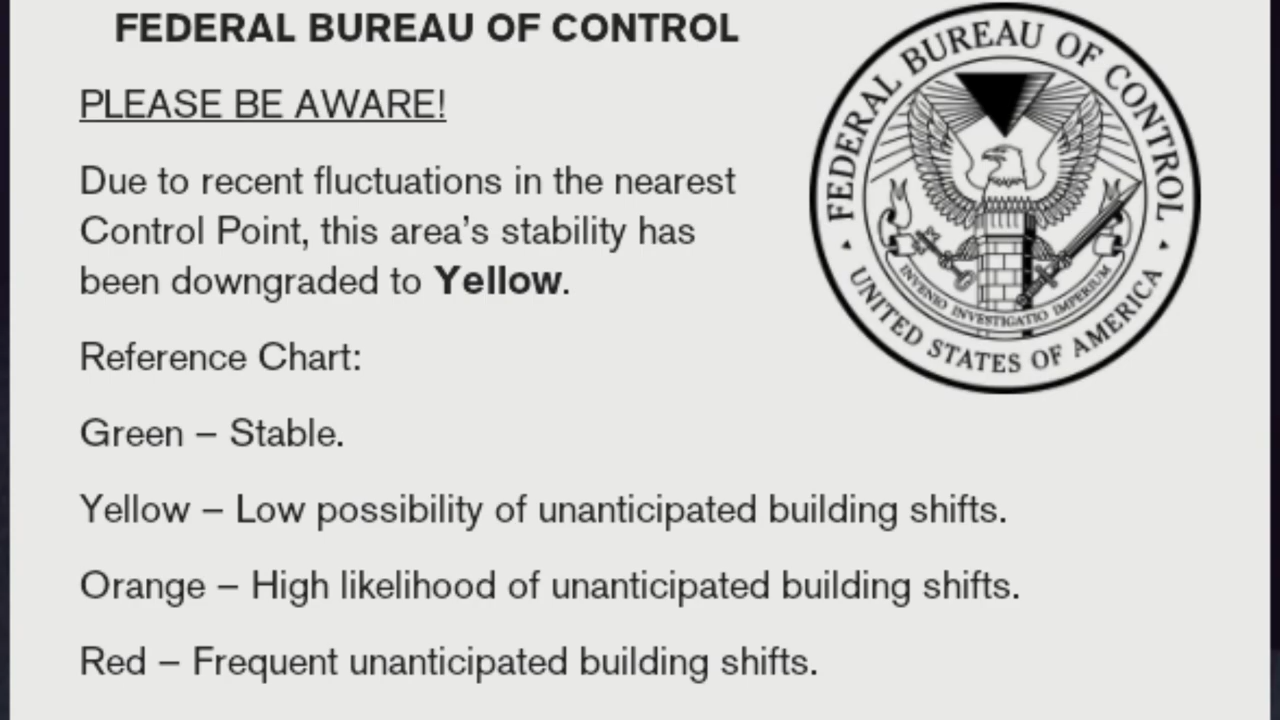 FEDERAL BUREAU OF CONTROL
PLEASE BE AWARE!
Due to recent fluctuations in the nearest
Control Point, this area’s stability has
been downgraded to Yellow.
Reference Chart:
Green – Stable.
Yellow – Low possibility of unanticipated building shifts.
Orange – High likelihood of unanticipated building shifts.
Red – Frequent unanticipated building shifts.
FEDERAL BUREAU OF CONTROL
UNITED STATES OF AMERICA
INVENIO INVESTIGATIO IMPERIUM